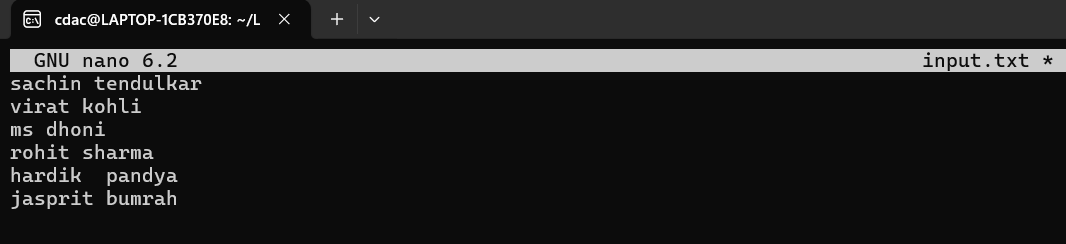 cdac@LAPTOP-1CB370E8: ~/L
GNU nano 6.2 input.txt *
sachin tendulkar
virat kohli
ms dhoni
rohit sharma
hardik  pandya
jasprit bumrah